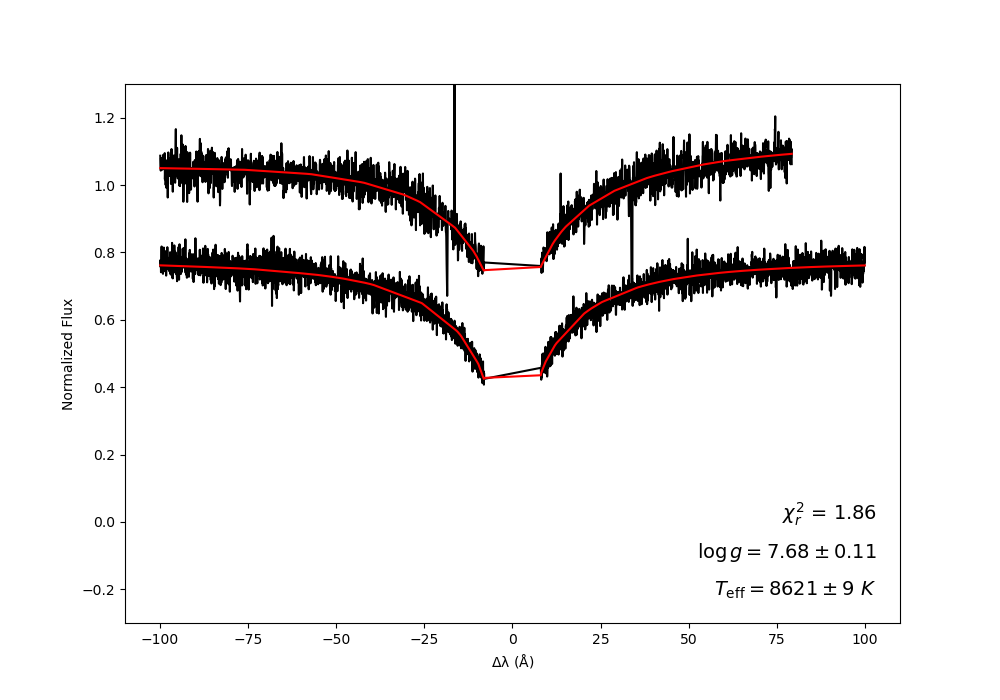 1.2
1.0
0.8
0.6
0.4
0.2
0.0
−0.2
Normalized Flux
χ²ᵣ = 1.86
log g = 7.68 ± 0.11
T_eff = 8621 ± 9 K
−100 −75 −50 −25 0 25 50 75 100
Δλ (Å)